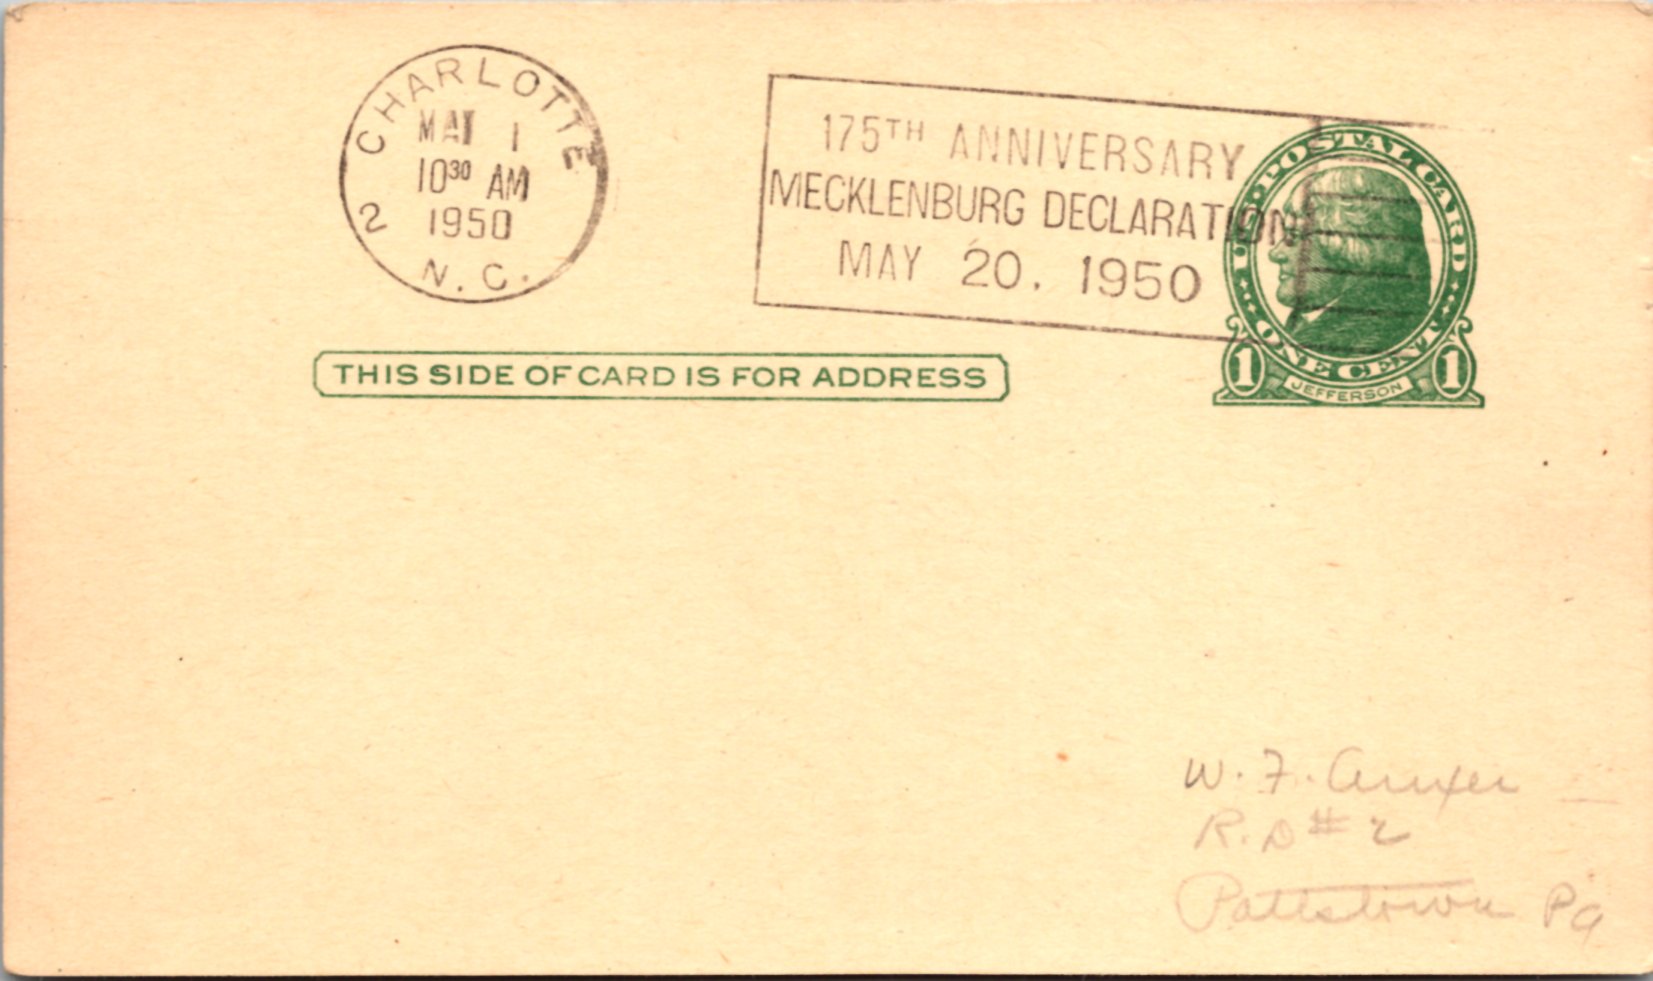 CHARLOTTE
MAY 1
10³⁰ AM
1950
2
N.C.
175TH ANNIVERSARY
MECKLENBURG DECLARATION
MAY 20, 1950
U.S. POSTAL CARD
ONE CENT
1 JEFFERSON 1
THIS SIDE OF CARD IS FOR ADDRESS
W. F.
R.D #2
Pottstown Pa